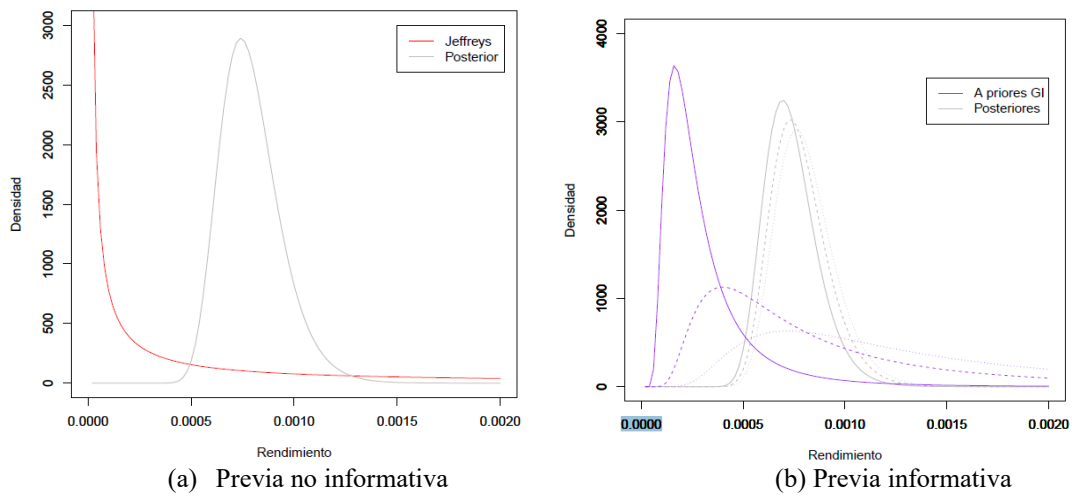 3000
2500
2000
1500
1000
500
0
Densidad
Jeffreys
Posterior
0.0000 0.0005 0.0010 0.0015 0.0020
Rendimiento
(a) Previa no informativa
4000
3000
2000
1000
0
Densidad
A priores GI
Posteriores
0.0000 0.0005 0.0010 0.0015 0.0020
Rendimiento
(b) Previa informativa